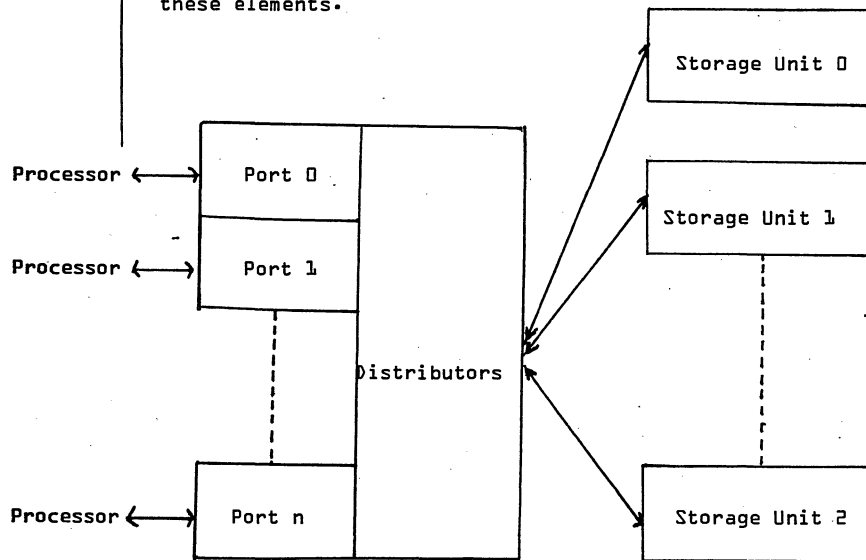 these elements.
Storage Unit 0
Processor
Port 0
Storage Unit 1
Processor
Port 1
Distributors
Processor
Port n
Storage Unit 2